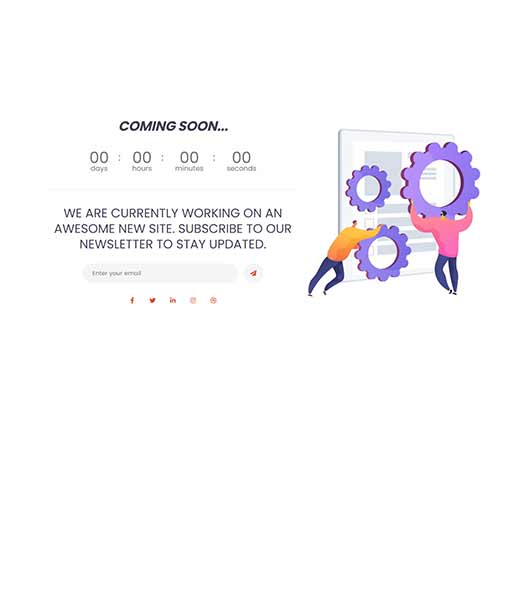 COMING SOON...
00 : 00 : 00 : 00
days hours minutes seconds
WE ARE CURRENTLY WORKING ON AN
AWESOME NEW SITE. SUBSCRIBE TO OUR
NEWSLETTER TO STAY UPDATED.
Enter your email